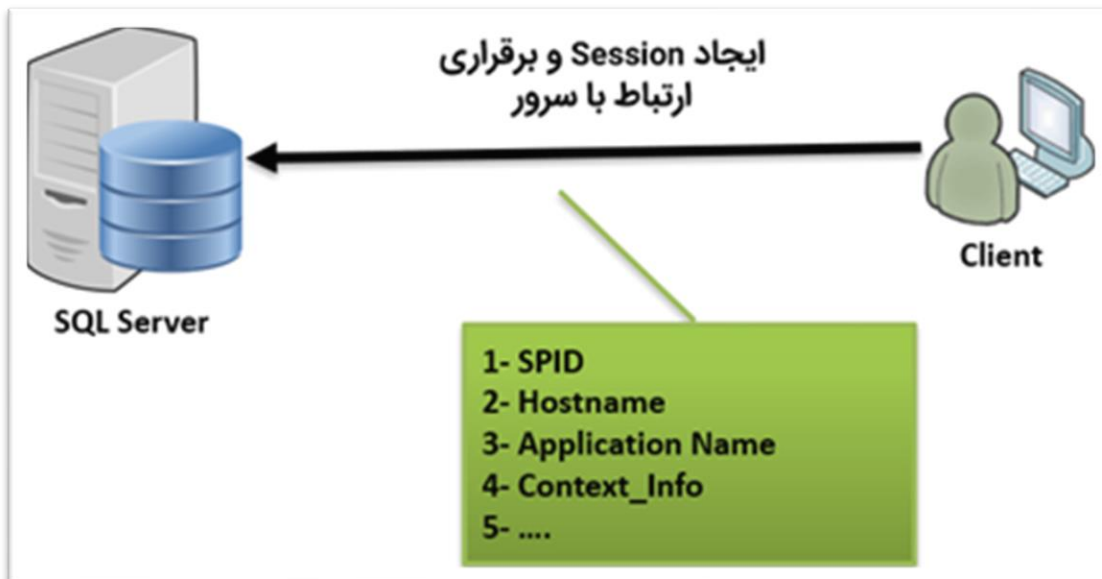 ایجاد Session و برقراری
ارتباط با سرور
Client
SQL Server
1- SPID
2- Hostname
3- Application Name
4- Context_Info
5- ....